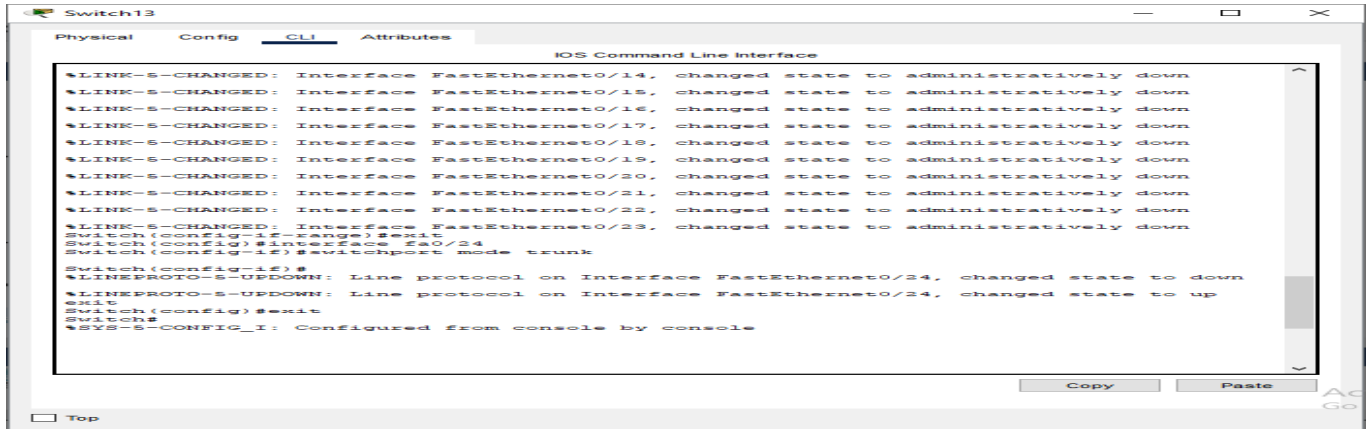 Switch13
Physical Config CLI Attributes
IOS Command Line Interface
%LINK-5-CHANGED: Interface FastEthernet0/14, changed state to administratively down
%LINK-5-CHANGED: Interface FastEthernet0/15, changed state to administratively down
%LINK-5-CHANGED: Interface FastEthernet0/16, changed state to administratively down
%LINK-5-CHANGED: Interface FastEthernet0/17, changed state to administratively down
%LINK-5-CHANGED: Interface FastEthernet0/18, changed state to administratively down
%LINK-5-CHANGED: Interface FastEthernet0/19, changed state to administratively down
%LINK-5-CHANGED: Interface FastEthernet0/20, changed state to administratively down
%LINK-5-CHANGED: Interface FastEthernet0/21, changed state to administratively down
%LINK-5-CHANGED: Interface FastEthernet0/22, changed state to administratively down
%LINK-5-CHANGED: Interface FastEthernet0/23, changed state to administratively down
Switch(config-if-range)#exit
Switch(config)#interface fa0/24
Switch(config-if)#switchport mode trunk
Switch(config-if)#
%LINEPROTO-5-UPDOWN: Line protocol on Interface FastEthernet0/24, changed state to down
%LINEPROTO-5-UPDOWN: Line protocol on Interface FastEthernet0/24, changed state to up
exit
Switch(config)#exit
Switch#
%SYS-5-CONFIG_I: Configured from console by console
Copy Paste
Ac
Go
Top